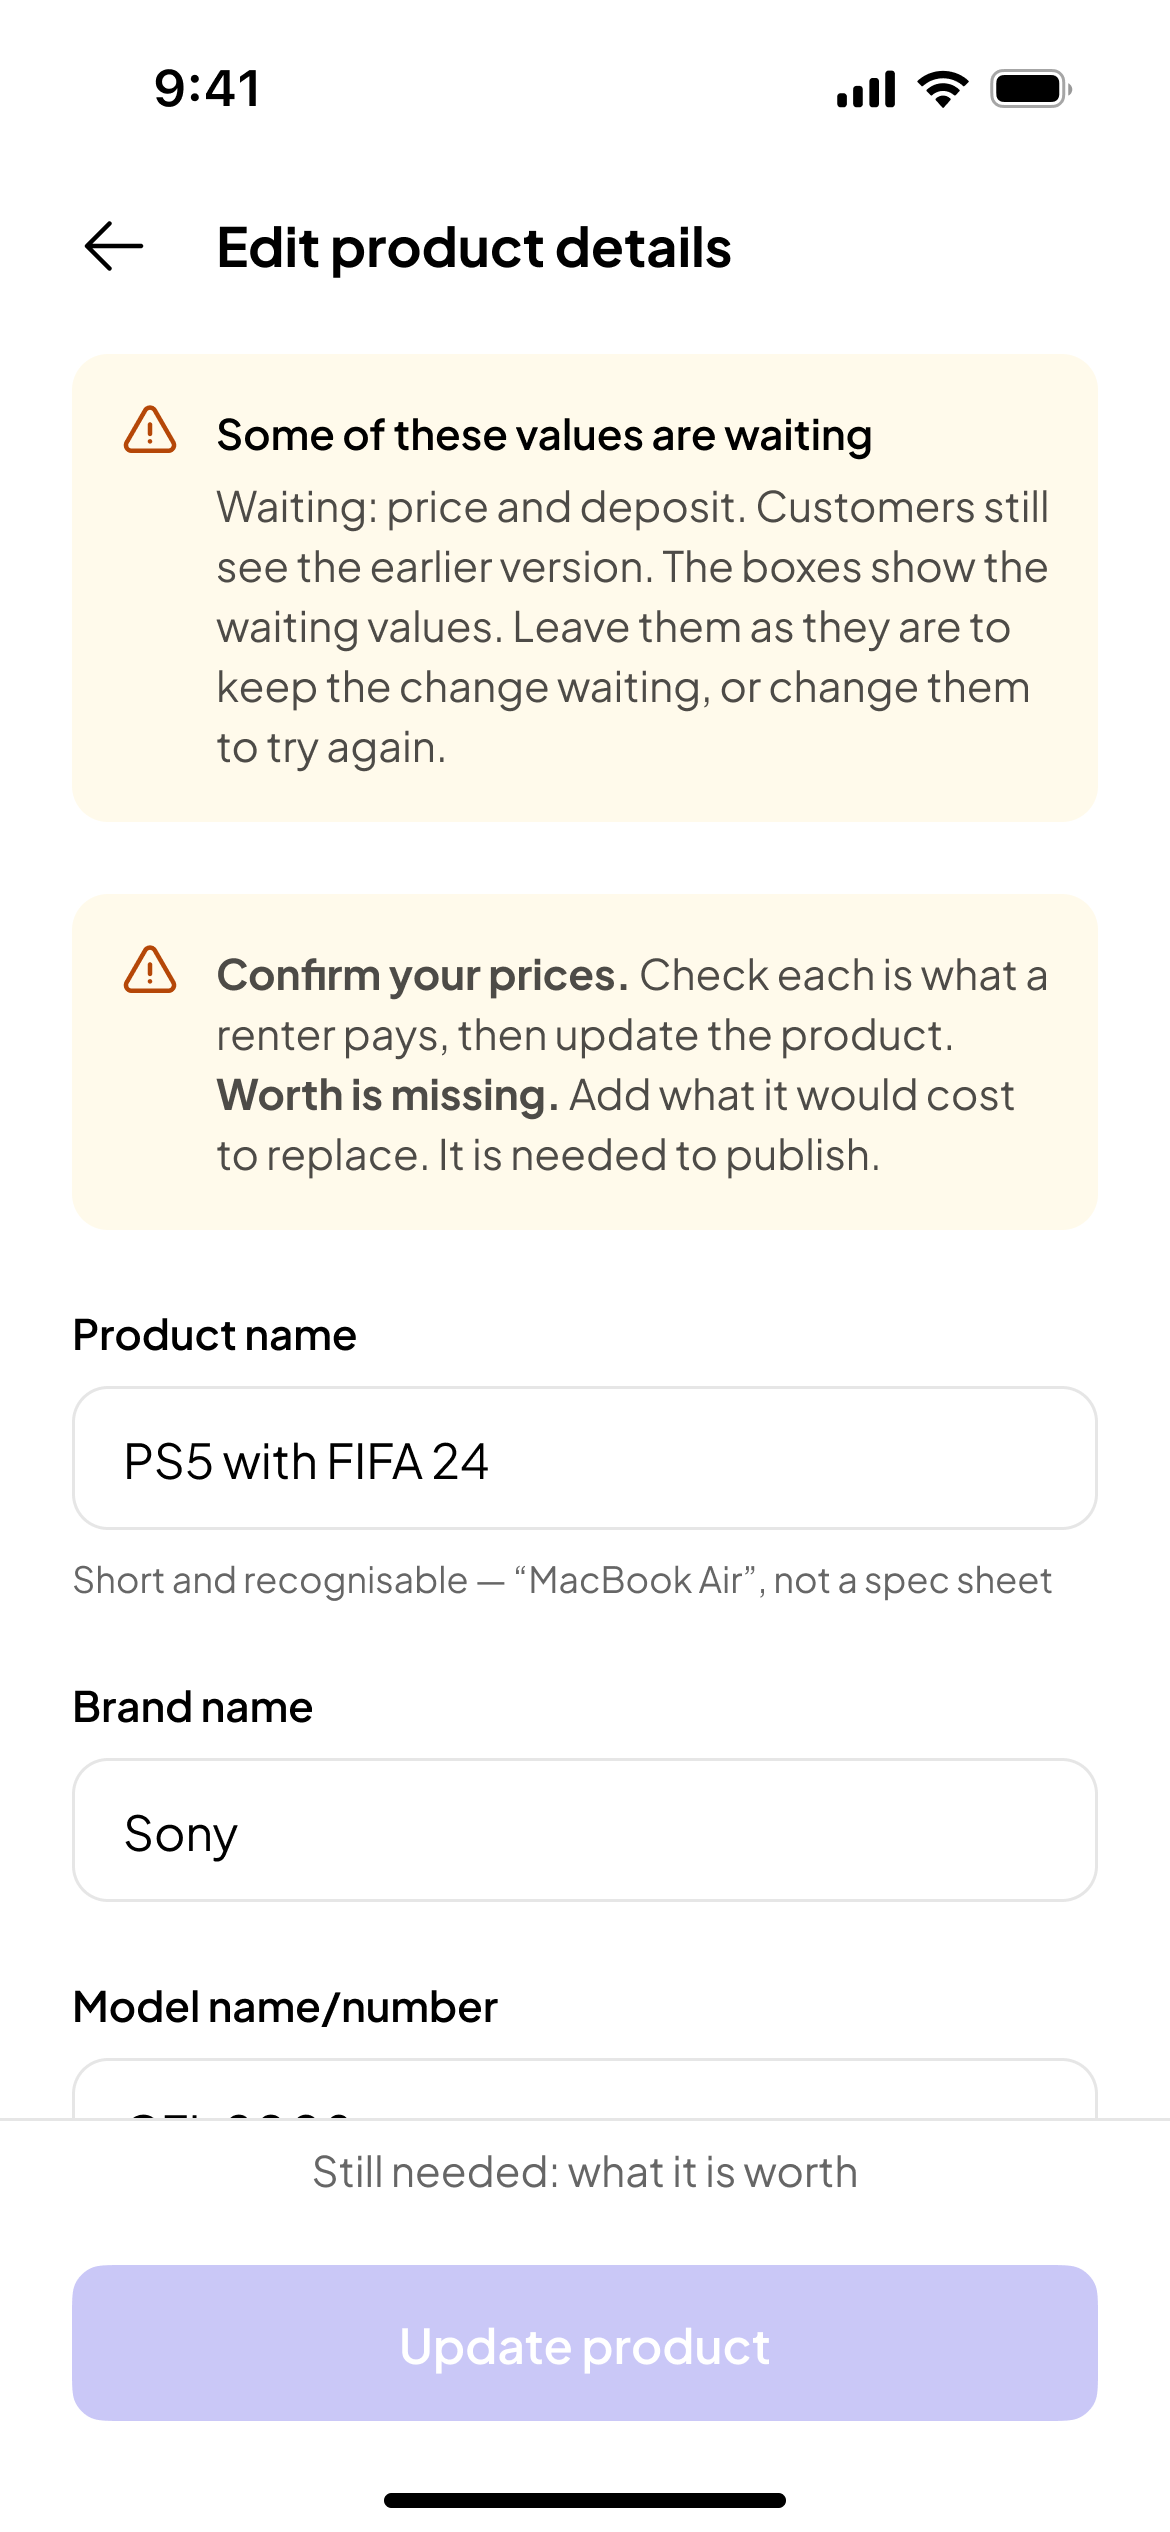 9:41
Edit product details
Some of these values are waiting
Waiting: price and deposit. Customers still
see the earlier version. The boxes show the
waiting values. Leave them as they are to
keep the change waiting, or change them
to try again.
Confirm your prices. Check each is what a
renter pays, then update the product.
Worth is missing. Add what it would cost
to replace. It is needed to publish.
Product name
PS5 with FIFA 24
Short and recognisable — “MacBook Air”, not a spec sheet
Brand name
Sony
Model name/number
Still needed: what it is worth
Update product